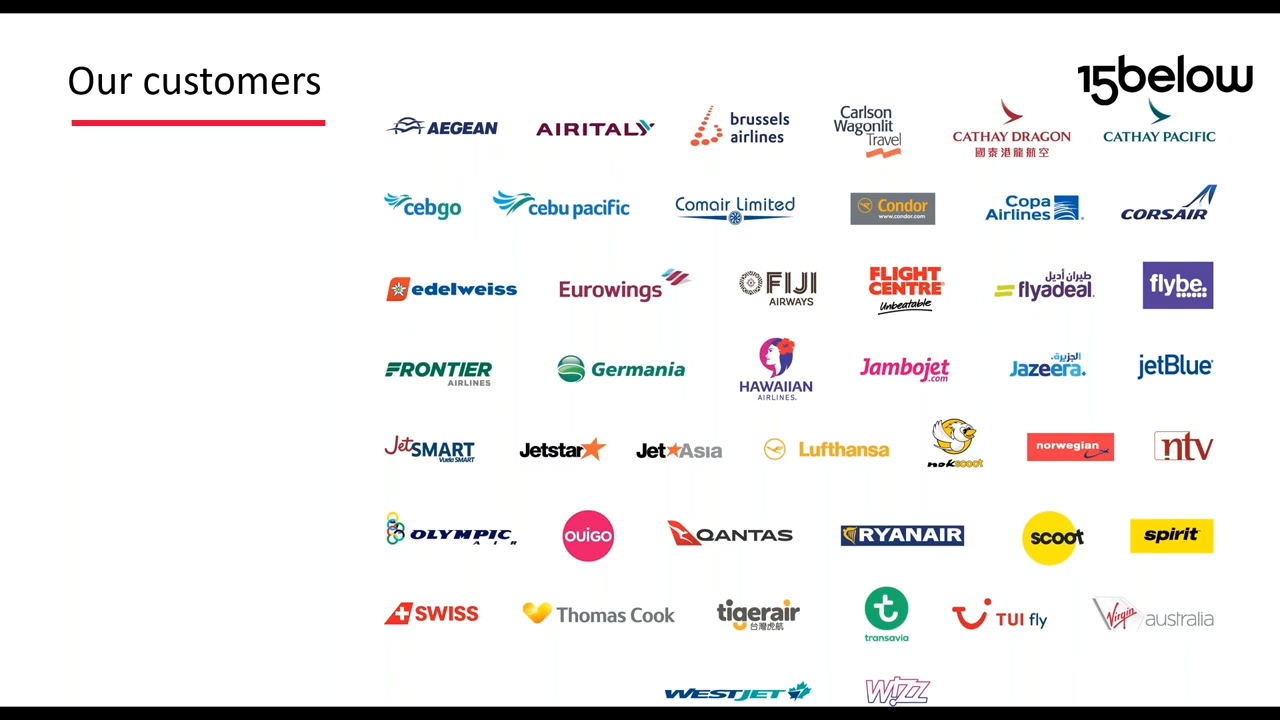 Our customers
15below
AEGEAN
AIRITALY
brussels
airlines
Carlson
Wagonlit
Travel
CATHAY DRAGON
國泰港龍航空
CATHAY PACIFIC
cebgo
cebu pacific
Comair Limited
Condor
www.condor.com
Copa
Airlines
CORSAIR
edelweiss
Eurowings
FIJI
AIRWAYS
FLIGHT
CENTRE
Unbeatable
طيران أديل
flyadeal
flybe.
FRONTIER
AIRLINES
Germania
HAWAIIAN
AIRLINES.
Jambojet
.com
الجزيرة
Jazeera.
jetBlue
JetSMART
Vuela SMART
Jetstar
JetAsia
Lufthansa
nokscoot
norwegian
ntv
OLYMPIC
AIR
OUIGO
QANTAS
RYANAIR
scoot
spirit
SWISS
Thomas Cook
tigerair
台灣虎航
transavia
TUI fly
Virgin australia
WESTJET
WIZZ